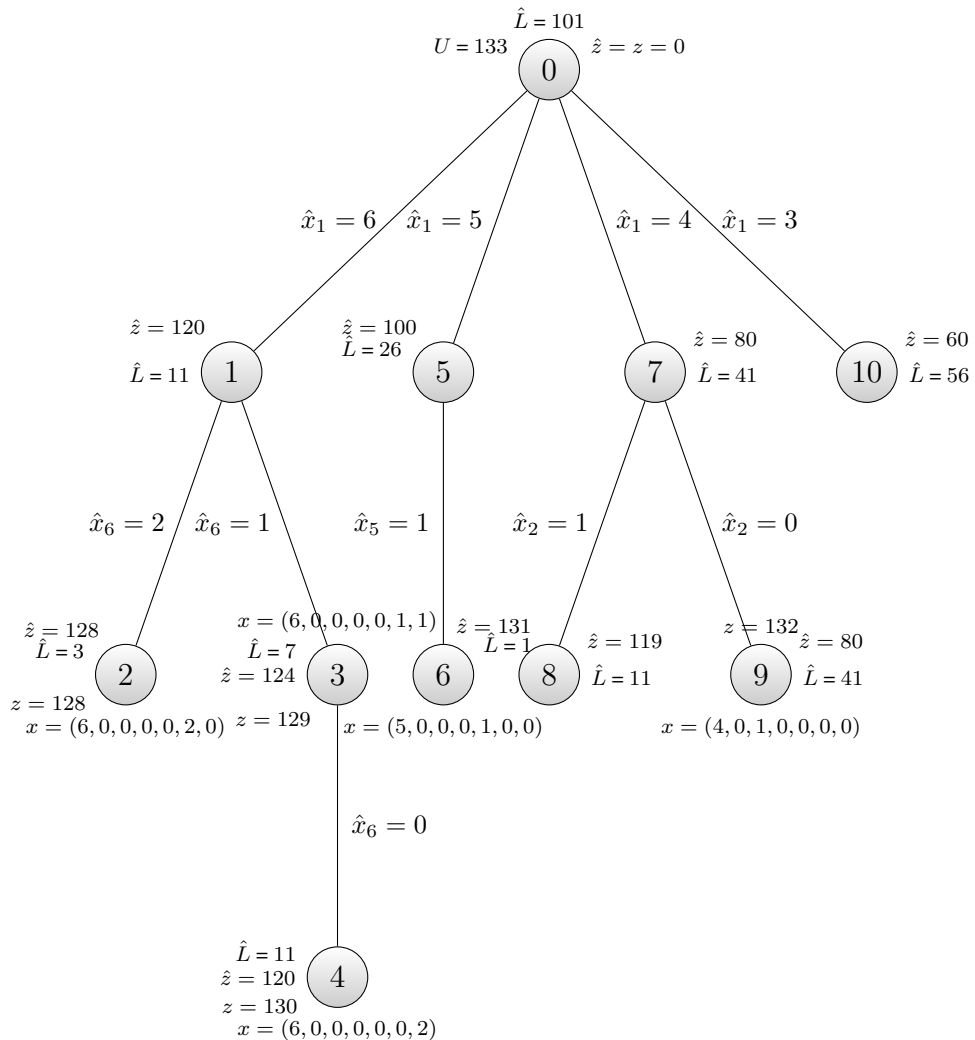 L̂ = 101
U = 133
ẑ = z = 0
0
x̂₁ = 6
x̂₁ = 5
x̂₁ = 4
x̂₁ = 3
ẑ = 120
L̂ = 11
1
ẑ = 100
L̂ = 26
5
ẑ = 80
L̂ = 41
7
ẑ = 60
L̂ = 56
10
x̂₆ = 2
x̂₆ = 1
x̂₅ = 1
x̂₂ = 1
x̂₂ = 0
ẑ = 128
L̂ = 3
2
z = 128
x = (6, 0, 0, 0, 0, 2, 0)
x = (6, 0, 0, 0, 0, 1, 1)
L̂ = 7
ẑ = 124
3
z = 129
ẑ = 131
L̂ = 1
6
x = (5, 0, 0, 0, 1, 0, 0)
ẑ = 119
L̂ = 11
8
z = 132
ẑ = 80
L̂ = 41
9
x = (4, 0, 1, 0, 0, 0, 0)
x̂₆ = 0
L̂ = 11
ẑ = 120
4
z = 130
x = (6, 0, 0, 0, 0, 0, 2)